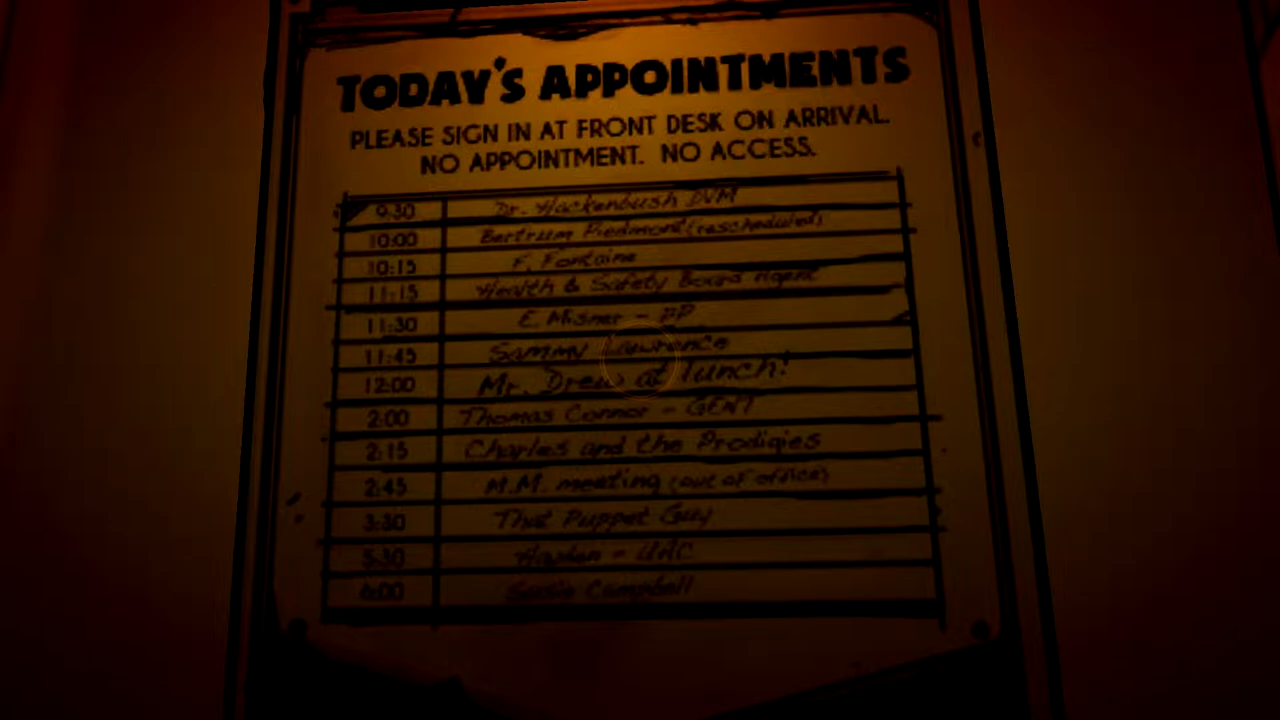 TODAY'S APPOINTMENTS
PLEASE SIGN IN AT FRONT DESK ON ARRIVAL.
NO APPOINTMENT. NO ACCESS.
9:30 Dr. Hackenbush DVM
10:00 Bertrum Piedmont (rescheduled)
10:15 F. Fontaine
11:15 Health & Safety Board Agent
11:30 E. Misner - PP
11:45 Sammy Lawrence
12:00 Mr. Drew at lunch!
2:00 Thomas Connor - GENT
2:15 Charles and the Prodigies
2:45 M.M. meeting (out of office)
3:30 That Puppet Guy
5:30 - UAC
6:00 Susie Campbell